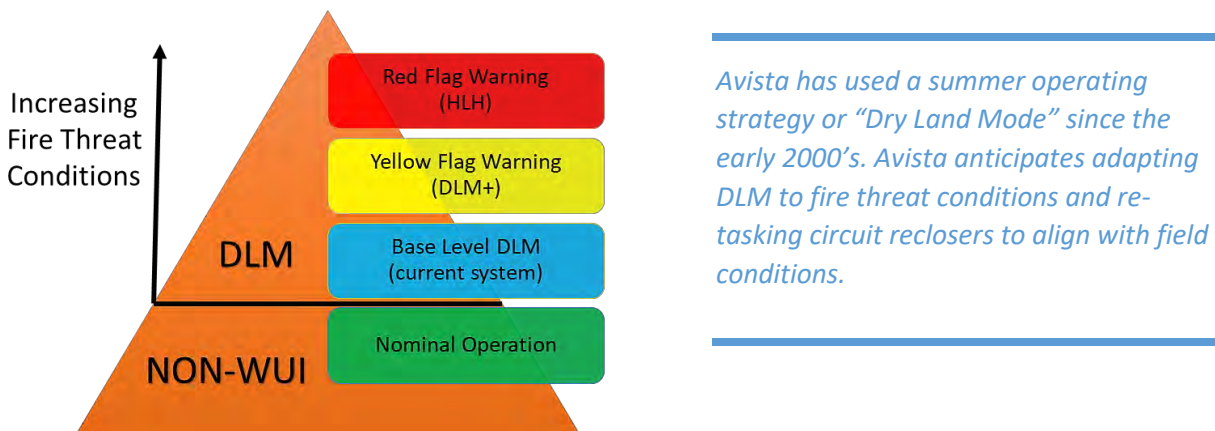 Increasing
Fire Threat
Conditions
Red Flag Warning
(HLH)
Yellow Flag Warning
(DLM+)
DLM
Base Level DLM
(current system)
NON-WUI
Nominal Operation
Avista has used a summer operating
strategy or “Dry Land Mode” since the
early 2000’s. Avista anticipates adapting
DLM to fire threat conditions and re-
tasking circuit reclosers to align with field
conditions.